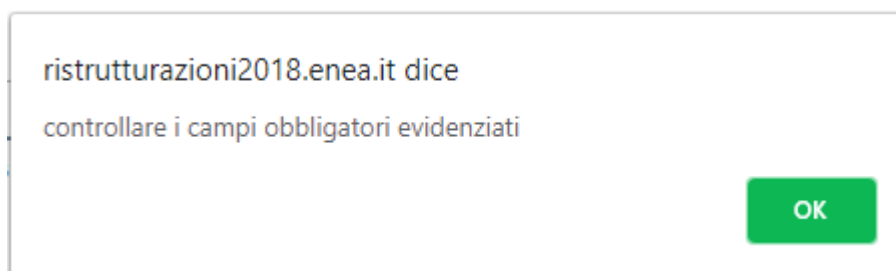 ristrutturazioni2018.enea.it dice
controllare i campi obbligatori evidenziati
OK